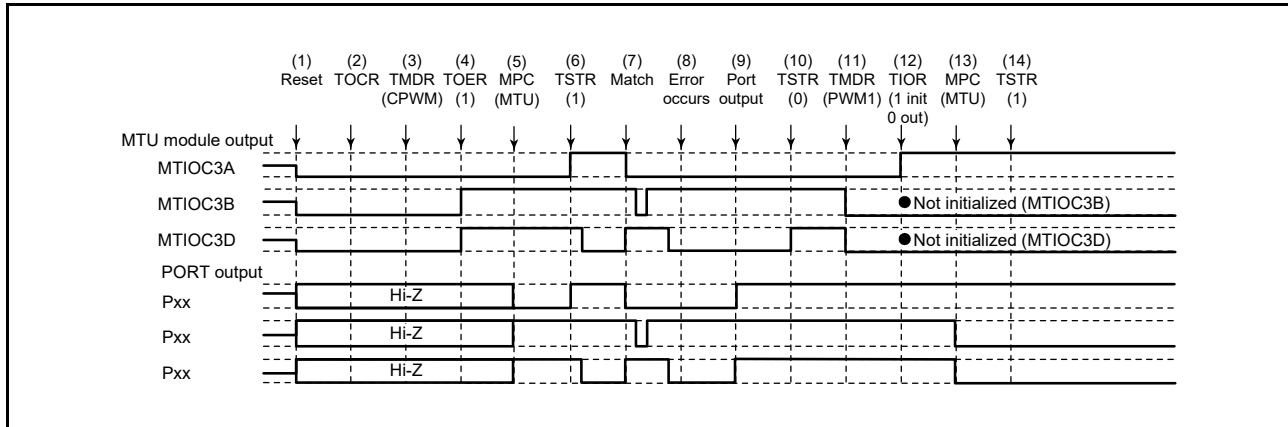 (1) (2) (3) (4) (5) (6) (7) (8) (9) (10) (11) (12) (13) (14)
Reset TOCR TMDR TOER MPC TSTR Match Error Port TSTR TMDR TIOR MPC TSTR
(CPWM) (1) (MTU) (1) occurs output (0) (PWM1) (1 init (MTU) (1)
0 out)
MTU module output
MTIOC3A
MTIOC3B ●Not initialized (MTIOC3B)
MTIOC3D ●Not initialized (MTIOC3D)
PORT output
Pxx Hi-Z
Pxx Hi-Z
Pxx Hi-Z